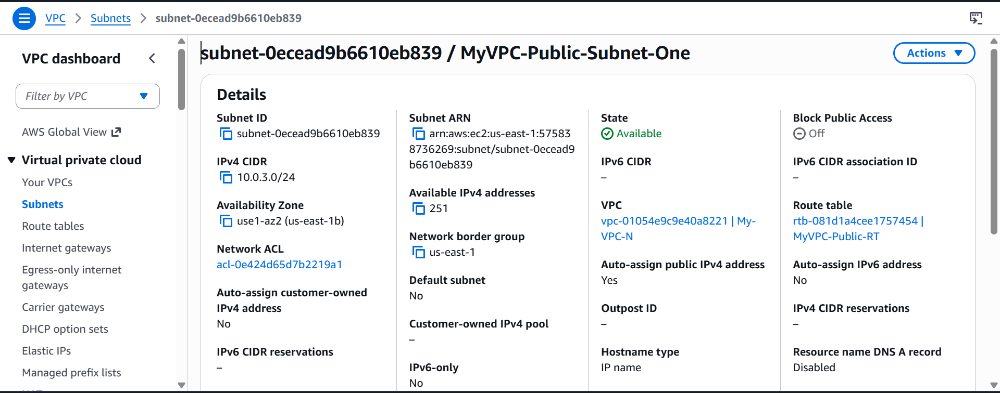 VPC
Subnets
subnet-0ecead9b6610eb839
VPC dashboard
Filter by VPC
AWS Global View
Virtual private cloud
Your VPCs
Subnets
Route tables
Internet gateways
Egress-only internet
gateways
Carrier gateways
DHCP option sets
Elastic IPs
Managed prefix lists
subnet-0ecead9b6610eb839 / MyVPC-Public-Subnet-One
Actions
Details
Subnet ID
subnet-0ecead9b6610eb839
IPv4 CIDR
10.0.3.0/24
Availability Zone
use1-az2 (us-east-1b)
Network ACL
acl-0e424d65d7b2219a1
Auto-assign customer-owned
IPv4 address
No
IPv6 CIDR reservations
–
Subnet ARN
arn:aws:ec2:us-east-1:57583
8736269:subnet/subnet-0ecead9
b6610eb839
Available IPv4 addresses
251
Network border group
us-east-1
Default subnet
No
Customer-owned IPv4 pool
–
IPv6-only
No
State
Available
IPv6 CIDR
–
VPC
vpc-01054e9c9e40a8221 | My-
VPC-N
Auto-assign public IPv4 address
Yes
Outpost ID
–
Hostname type
IP name
Block Public Access
Off
IPv6 CIDR association ID
–
Route table
rtb-081d1a4cee1757454 |
MyVPC-Public-RT
Auto-assign IPv6 address
No
IPv4 CIDR reservations
–
Resource name DNS A record
Disabled